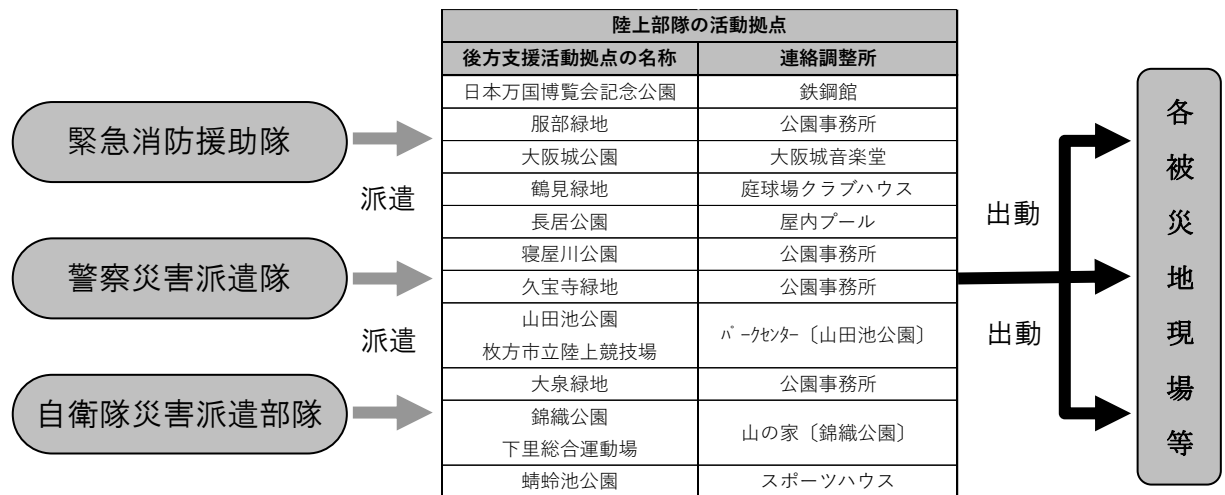 緊急消防援助隊
警察災害派遣隊
自衛隊災害派遣部隊
派遣
派遣
陸上部隊の活動拠点
後方支援活動拠点の名称 連絡調整所
日本万国博覧会記念公園 鉄鋼館
服部緑地 公園事務所
大阪城公園 大阪城音楽堂
鶴見緑地 庭球場クラブハウス
長居公園 屋内プール
寝屋川公園 公園事務所
久宝寺緑地 公園事務所
山田池公園
枚方市立陸上競技場
ﾊﾟｰｸｾﾝﾀｰ〔山田池公園〕
大泉緑地 公園事務所
錦織公園
下里総合運動場
山の家〔錦織公園〕
蜻蛉池公園 スポーツハウス
出動
出動
各被災地現場等